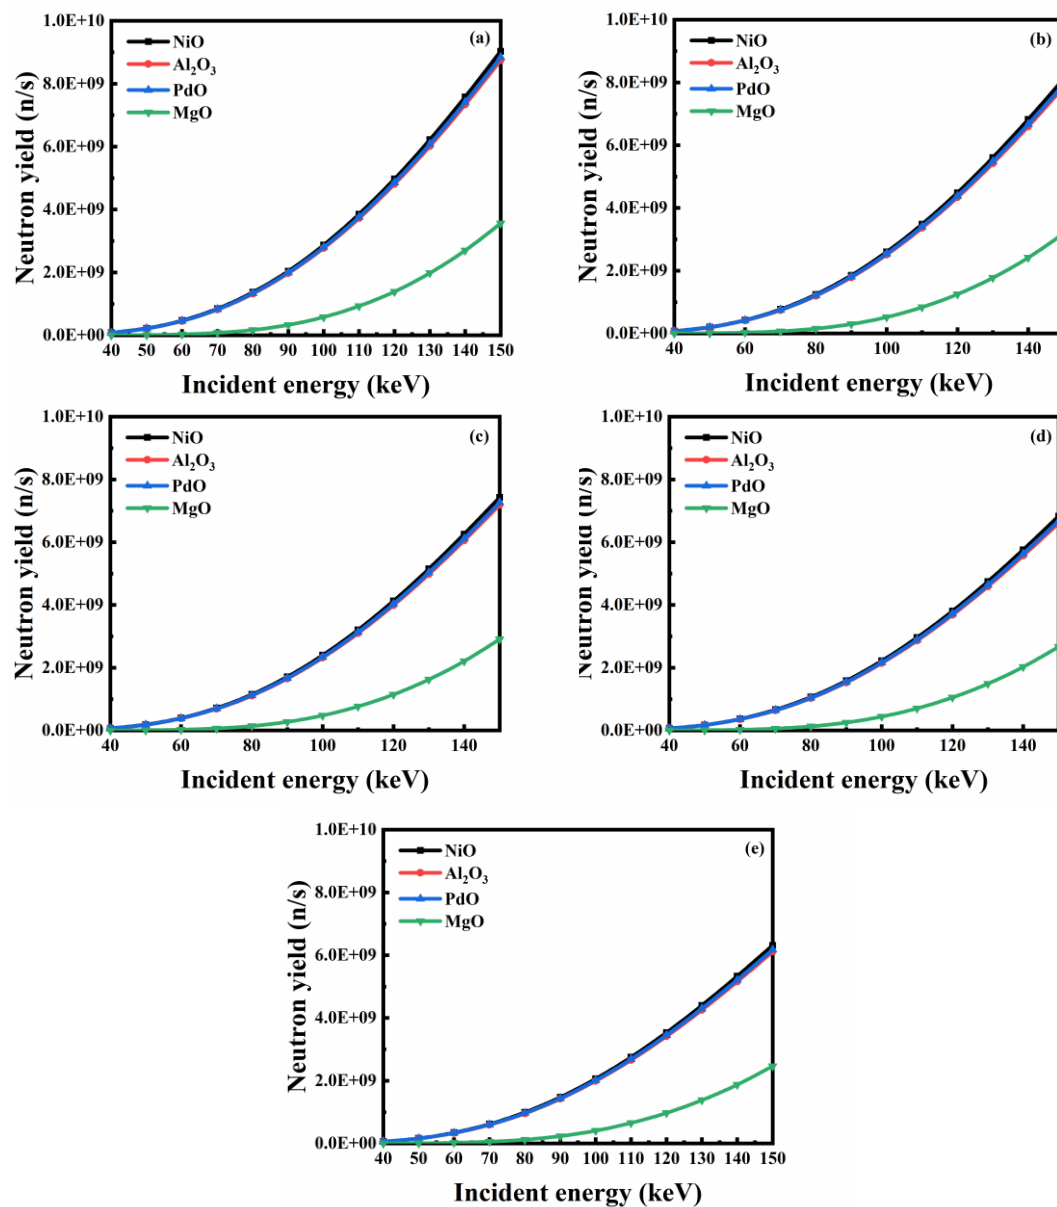 (a)
NiO
Al₂O₃
PdO
MgO
Neutron yield (n/s)
1.0E+10
8.0E+09
6.0E+09
4.0E+09
2.0E+09
0.0E+00
40 50 60 70 80 90 100 110 120 130 140 150
Incident energy (keV)
(b)
NiO
Al₂O₃
PdO
MgO
Neutron yield (n/s)
1.0E+10
8.0E+09
6.0E+09
4.0E+09
2.0E+09
0.0E+00
40 60 80 100 120 140
Incident energy (keV)
(c)
NiO
Al₂O₃
PdO
MgO
Neutron yield (n/s)
1.0E+10
8.0E+09
6.0E+09
4.0E+09
2.0E+09
0.0E+00
40 60 80 100 120 140
Incident energy (keV)
(d)
NiO
Al₂O₃
PdO
MgO
Neutron yield (n/s)
1.0E+10
8.0E+09
6.0E+09
4.0E+09
2.0E+09
0.0E+00
40 60 80 100 120 140
Incident energy (keV)
(e)
NiO
Al₂O₃
PdO
MgO
Neutron yield (n/s)
1.0E+10
8.0E+09
6.0E+09
4.0E+09
2.0E+09
0.0E+00
40 50 60 70 80 90 100 110 120 130 140 150
Incident energy (keV)